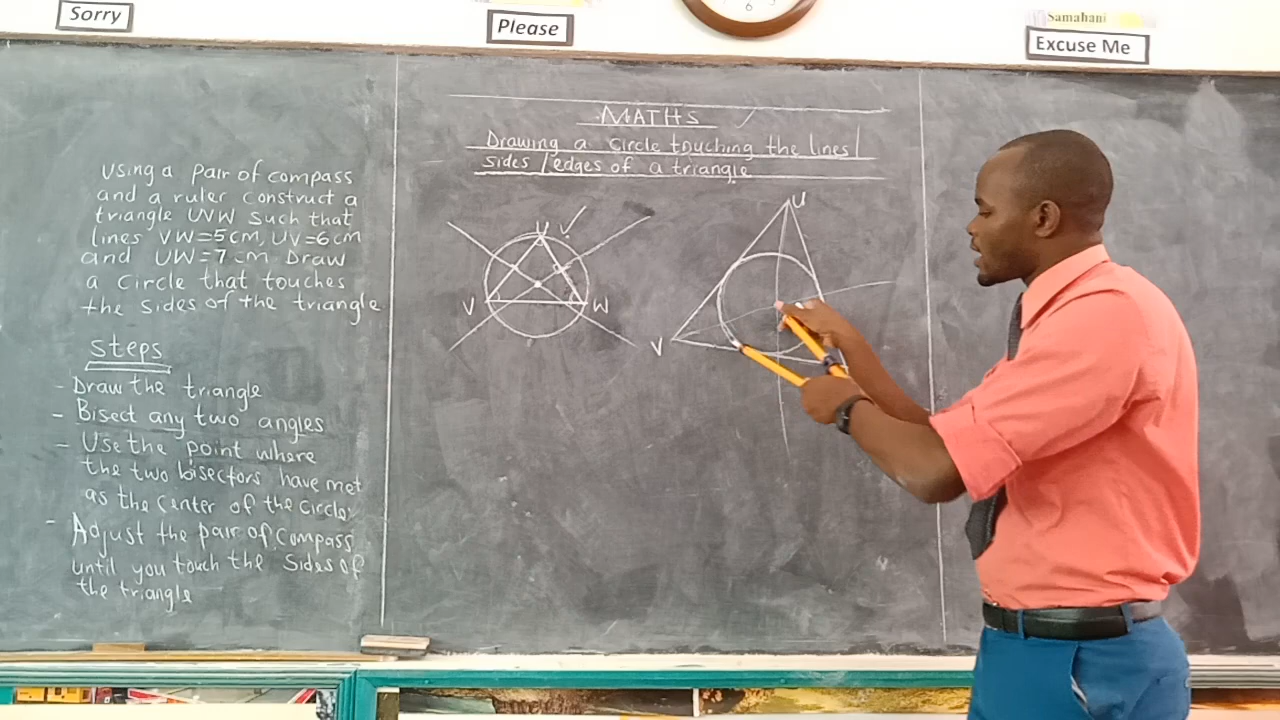 Sorry
Please
Samahani
Excuse Me
6
MATHS
Drawing a circle touching the lines/
sides/edges of a triangle
Using a pair of compass
and a ruler construct a
triangle UVW such that
lines VW=5cm, UV=6cm
and UW=7cm Draw
a Circle that touches
the sides of the triangle
Steps
- Draw the triangle
- Bisect any two angles
- Use the point where
the two bisectors have met
as the center of the circle.
- Adjust the pair of compass
until you touch the sides of
the triangle
U
V
W
U
V